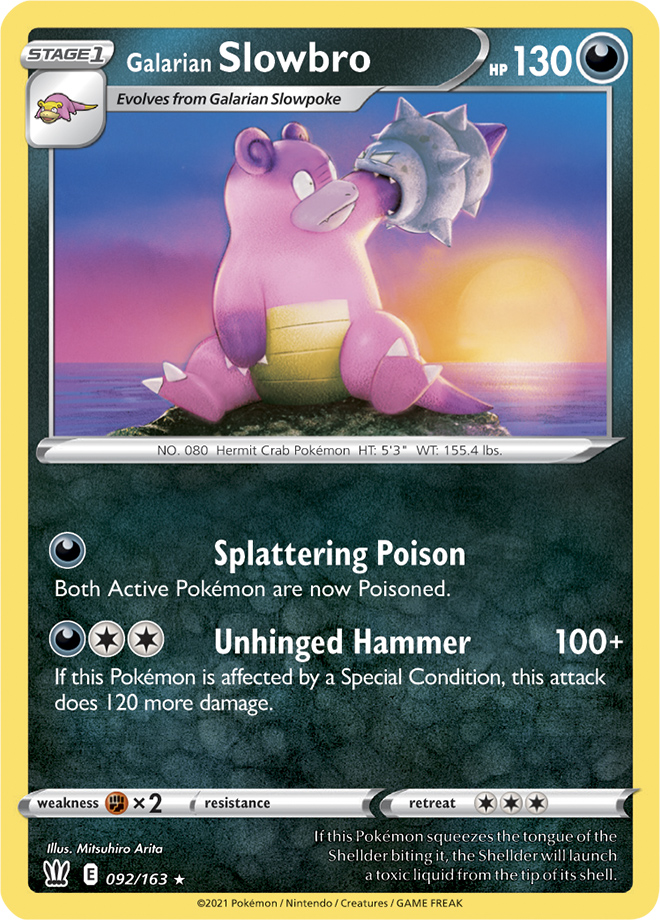 STAGE 1
Galarian Slowbro
HP 130
Evolves from Galarian Slowpoke
NO. 080 Hermit Crab Pokémon HT: 5'3" WT: 155.4 lbs.
Splattering Poison
Both Active Pokémon are now Poisoned.
Unhinged Hammer 100+
If this Pokémon is affected by a Special Condition, this attack
does 120 more damage.
weakness ×2 resistance retreat
Illus. Mitsuhiro Arita
If this Pokémon squeezes the tongue of the
Shellder biting it, the Shellder will launch
a toxic liquid from the tip of its shell.
E 092/163 ★
©2021 Pokémon / Nintendo / Creatures / GAME FREAK